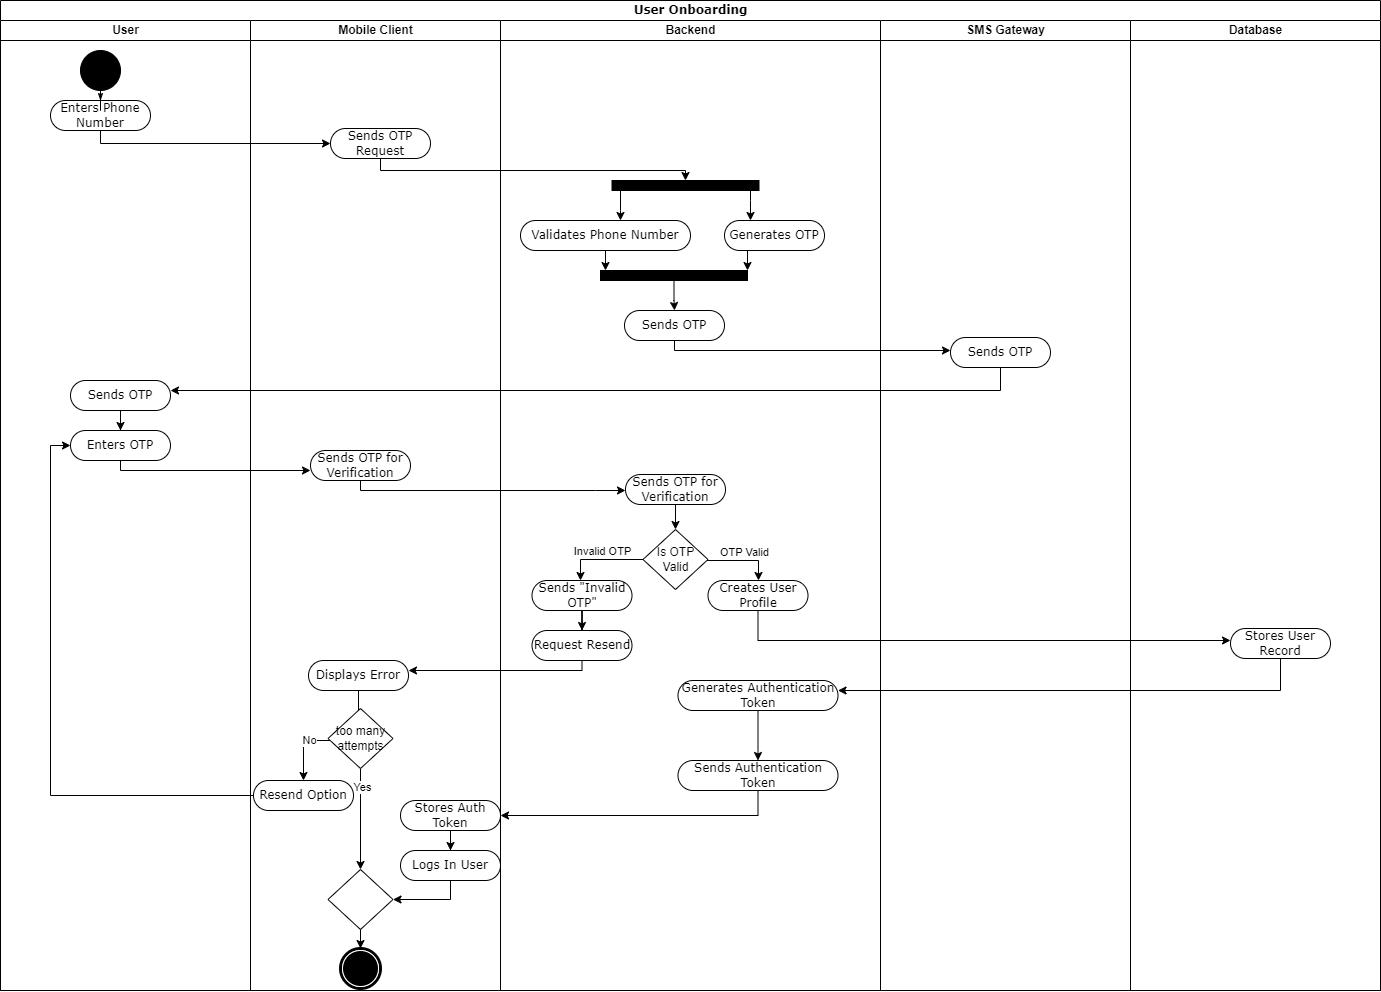 User Onboarding
User
Mobile Client
Backend
SMS Gateway
Database
Enters Phone
Number
Sends OTP
Request
Validates Phone Number
Generates OTP
Sends OTP
Sends OTP
Sends OTP
Enters OTP
Sends OTP for
Verification
Sends OTP for
Verification
Is OTP
Valid
Invalid OTP
OTP Valid
Sends "Invalid
OTP"
Creates User
Profile
Request Resend
Stores User
Record
Displays Error
Generates Authentication
Token
too many
attempts
No
Yes
Sends Authentication
Token
Resend Option
Stores Auth
Token
Logs In User